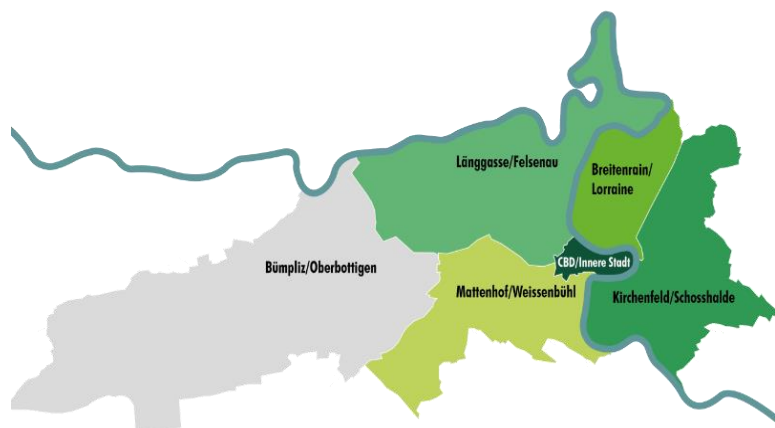 Länggasse/Felsenau
Breitenrain/
Lorraine
CBD/Innere Stadt
Bümpliz/Oberbottigen
Mattenhof/Weissenbühl
Kirchenfeld/Schosshalde